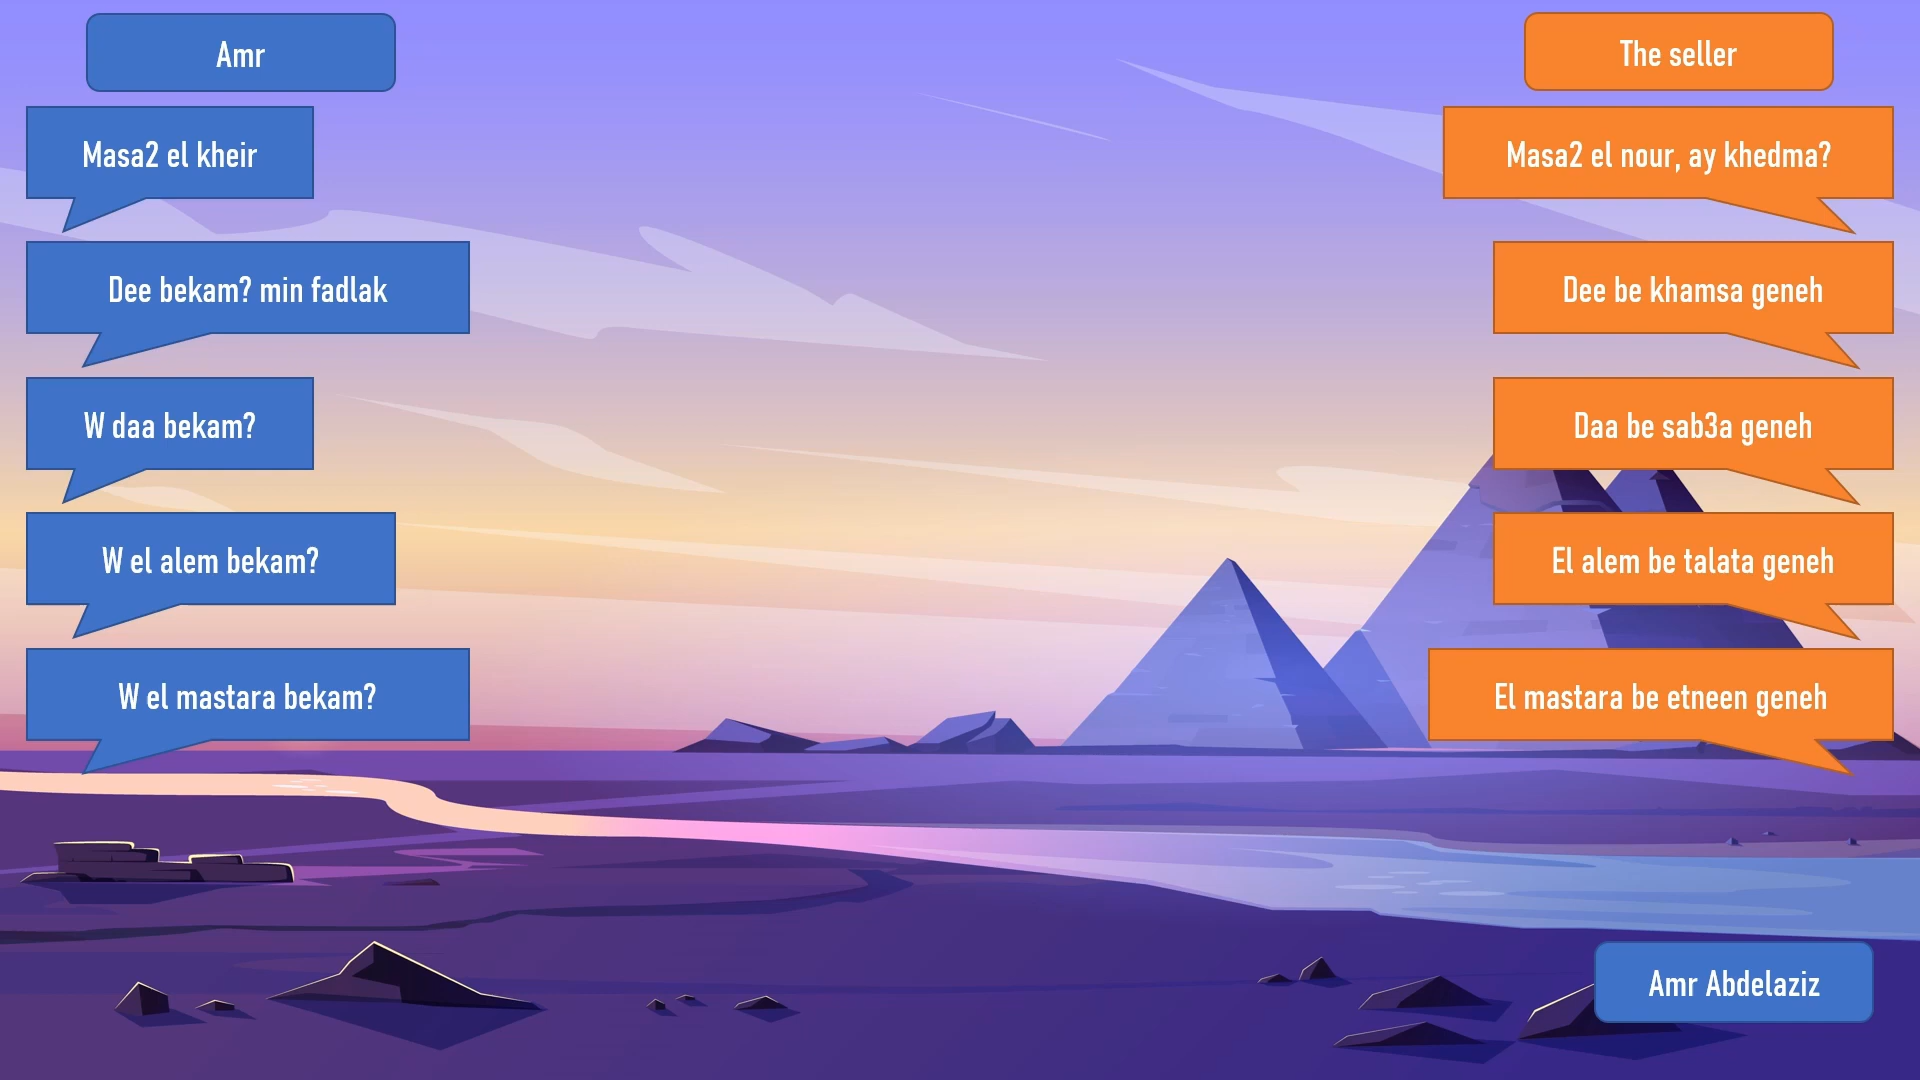 Amr
The seller
Masa2 el kheir
Masa2 el nour, ay khedma?
Dee bekam? min fadlak
Dee be khamsa geneh
W daa bekam?
Daa be sab3a geneh
W el alem bekam?
El alem be talata geneh
W el mastara bekam?
El mastara be etneen geneh
Amr Abdelaziz